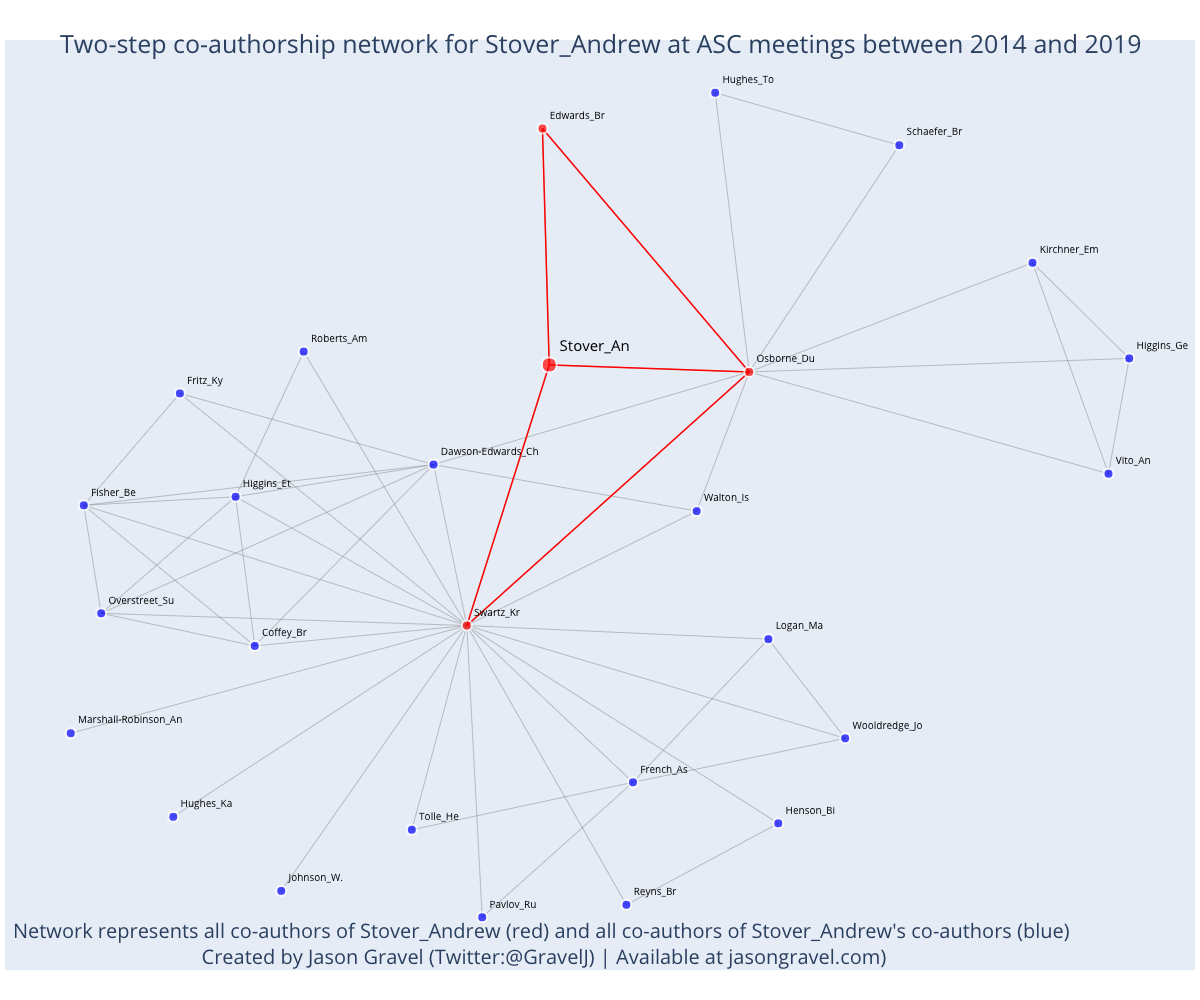 Two-step co-authorship network for Stover_Andrew at ASC meetings between 2014 and 2019
Hughes_To
Edwards_Br
Schaefer_Br
Kirchner_Em
Roberts_Am
Stover_An
Higgins_Ge
Osborne_Du
Fritz_Ky
Dawson-Edwards_Ch
Vito_An
Higgins_Et
Fisher_Be
Walton_Is
Overstreet_Su
Swartz_Kr
Coffey_Br
Logan_Ma
Marshall-Robinson_An
Wooldredge_Jo
French_As
Hughes_Ka
Henson_Bi
Tolle_He
Johnson_W.
Reyns_Br
Pavlov_Ru
Network represents all co-authors of Stover_Andrew (red) and all co-authors of Stover_Andrew's co-authors (blue)
Created by Jason Gravel (Twitter:@GravelJ) | Available at jasongravel.com)